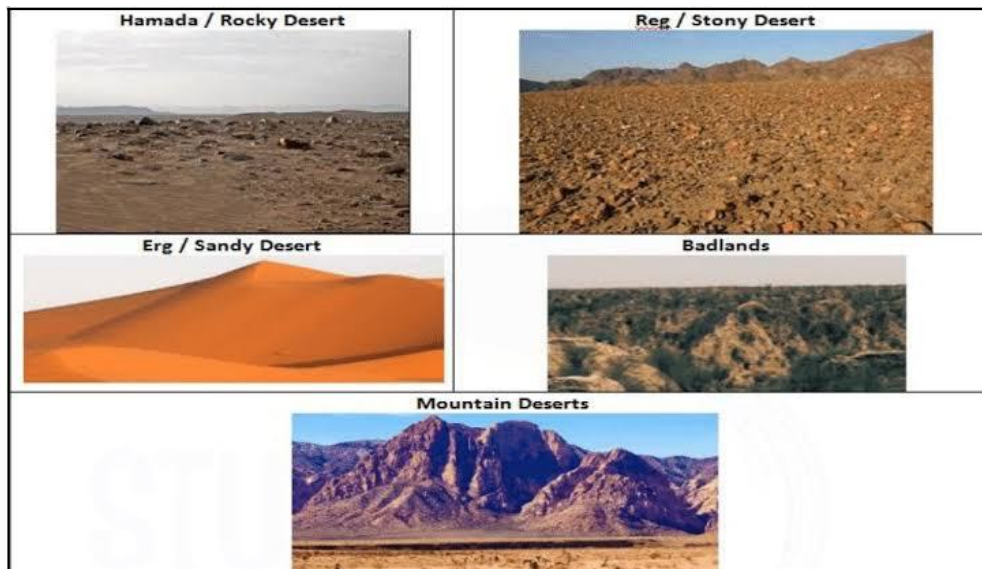 Hamada / Rocky Desert
Reg / Stony Desert
Erg / Sandy Desert
Badlands
Mountain Deserts